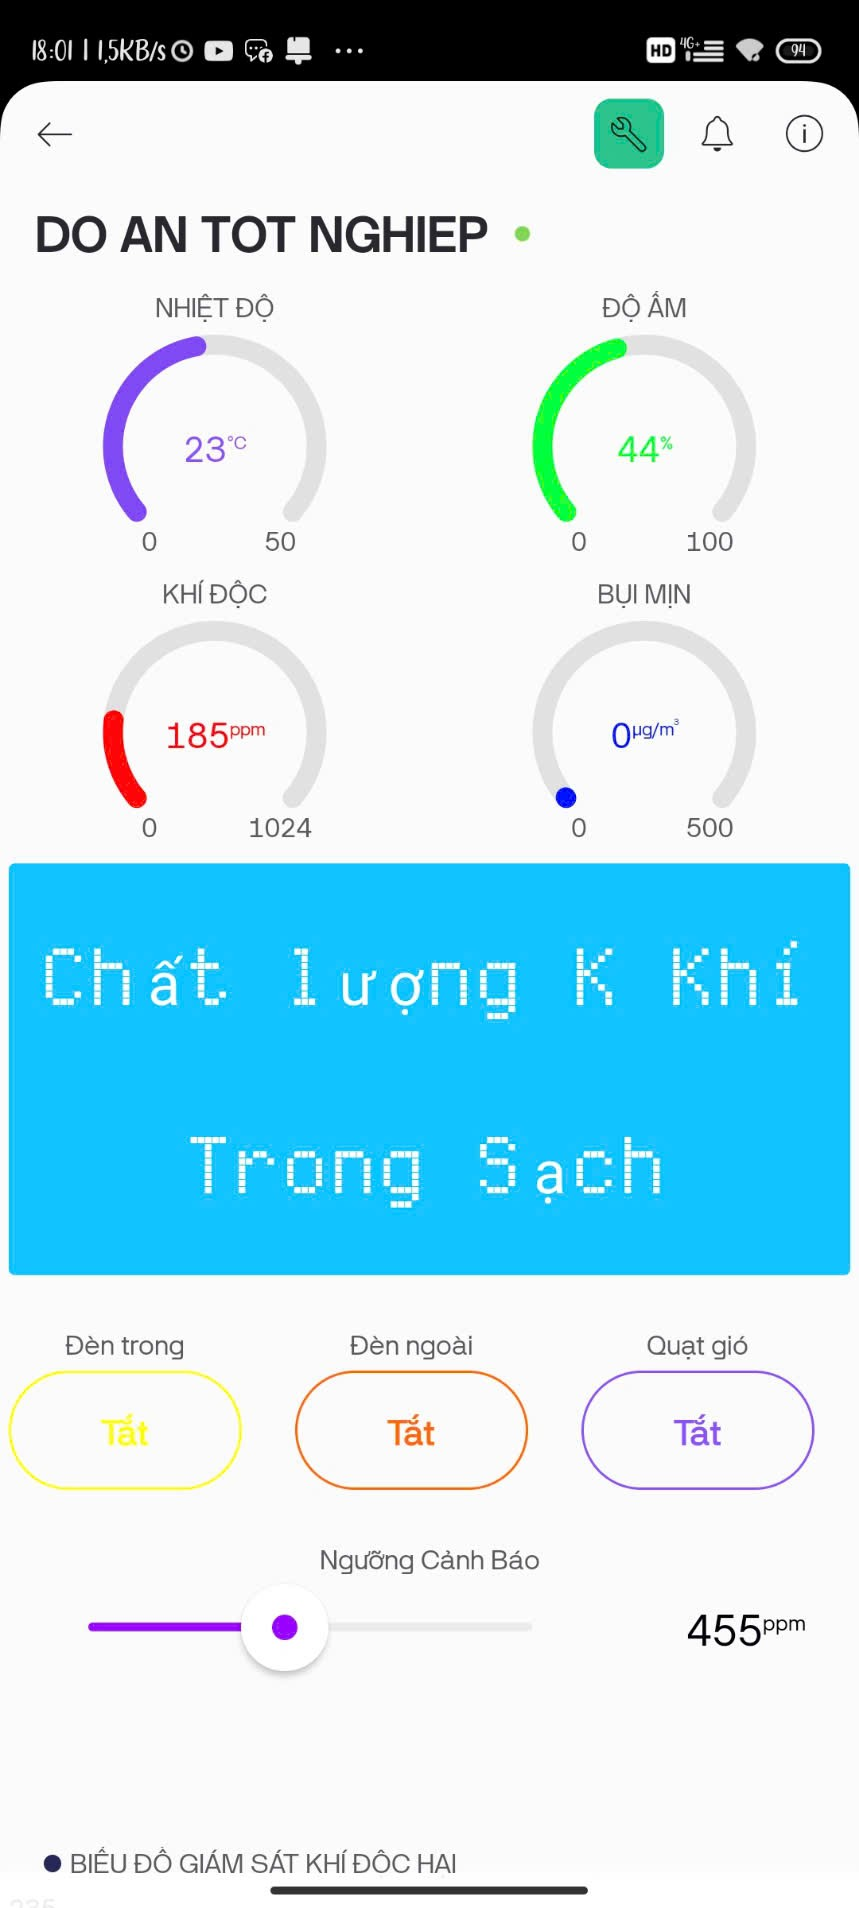 18:01 | 1,5KB/s
HD 4G+ 94
DO AN TOT NGHIEP
NHIỆT ĐỘ
ĐỘ ẨM
23°C
44%
0 50
0 100
KHÍ ĐỘC
BỤI MỊN
185ppm
0µg/m³
0 1024
0 500
Chất lượng K Khí
Trong Sạch
Đèn trong
Đèn ngoài
Quạt gió
Tắt
Tắt
Tắt
Ngưỡng Cảnh Báo
455ppm
BIỂU ĐỒ GIÁM SÁT KHÍ ĐỘC HẠI